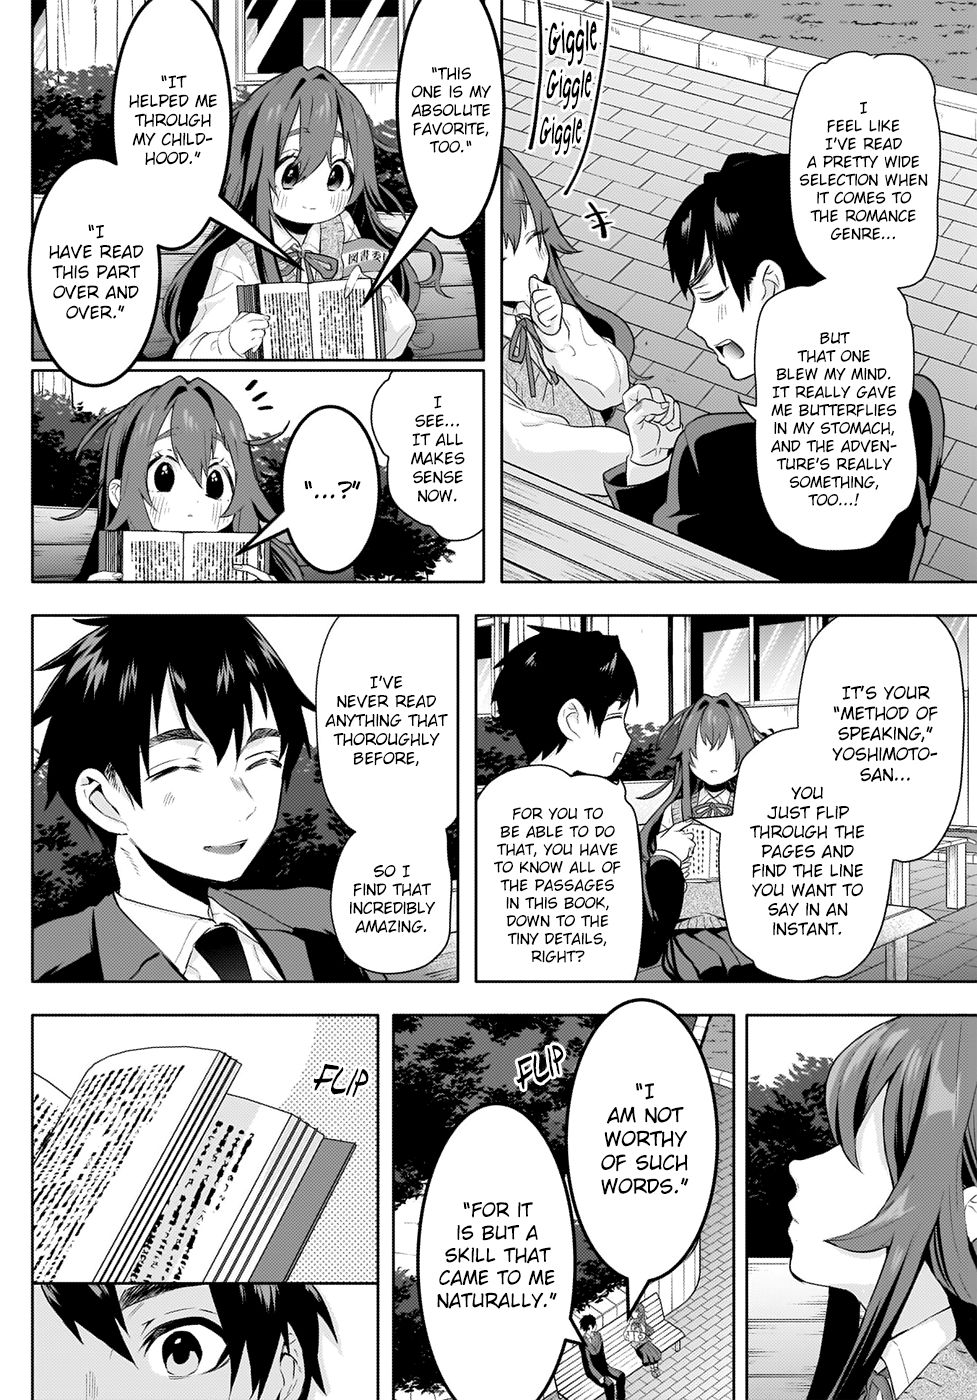 I
FEEL LIKE
I'VE READ
A PRETTY WIDE
SELECTION WHEN
IT COMES
TO THE
ROMANCE
GENRE...
BUT
THAT ONE
BLEW MY MIND.
IT REALLY GAVE
ME BUTTERFLIES
IN MY STOMACH,
AND THE ADVEN-
TURE'S REALLY
SOMETHING,
TOO...!
Giggle
Giggle
Giggle
"THIS
ONE IS MY
ABSOLUTE
FAVORITE,
TOO."
"IT
HELPED ME
THROUGH
MY CHILD-
HOOD."
"I
HAVE READ
THIS PART
OVER AND
OVER."
図書委
I
SEE...
IT ALL
MAKES
SENSE
NOW.
"...?"
IT'S YOUR
"METHOD OF
SPEAKING,"
YOSHIMOTO-
SAN...
YOU
JUST FLIP
THROUGH THE
PAGES AND
FIND THE LINE
YOU WANT TO
SAY IN AN
INSTANT.
FOR YOU TO
BE ABLE TO DO
THAT, YOU HAVE
TO KNOW ALL OF
THE PASSAGES
IN THIS BOOK,
DOWN TO THE
TINY DETAILS,
RIGHT?
I'VE
NEVER READ
ANYTHING THAT
THOROUGHLY
BEFORE,
SO I
FIND THAT
INCREDIBLY
AMAZING.
"I
AM NOT
WORTHY
OF SUCH
WORDS."
FLIP
"FOR IT
IS BUT A
SKILL THAT
CAME TO ME
NATURALLY."
FLIP